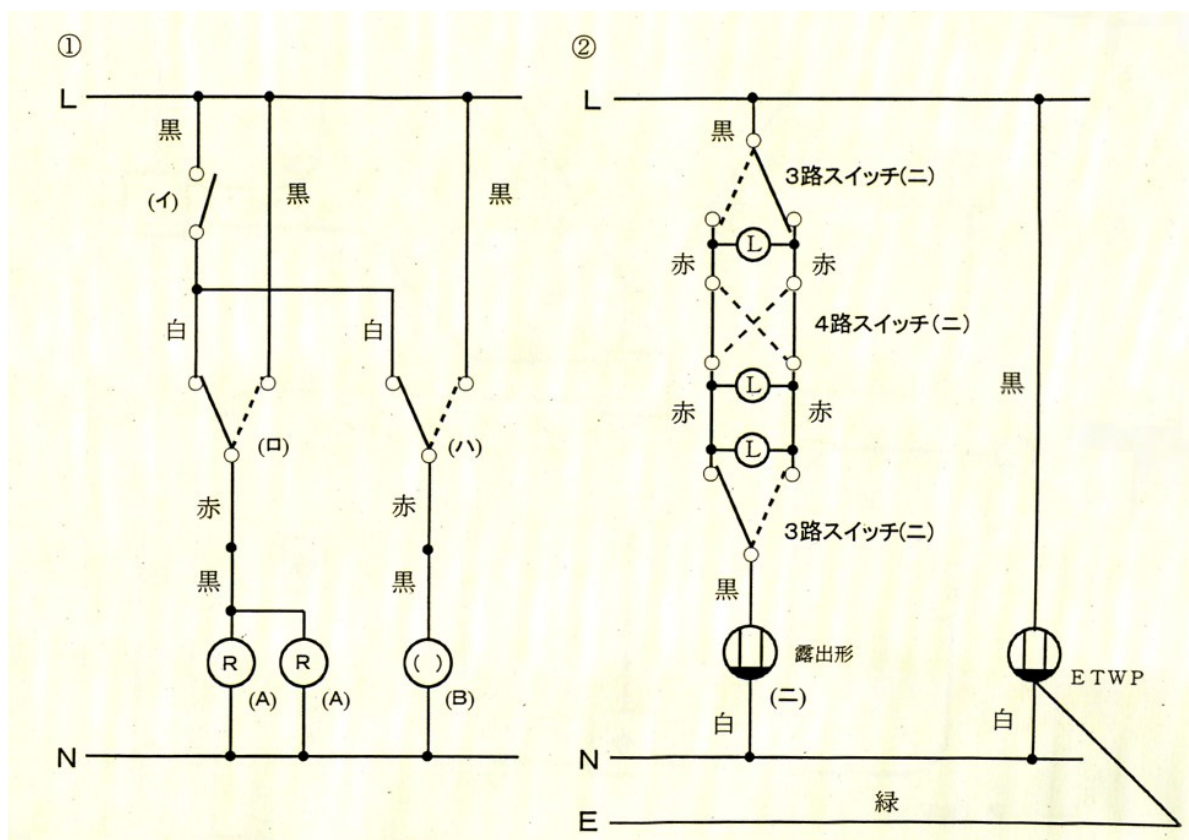 ①
L
黒
(イ)
黒
黒
白
白
(ロ)
(ハ)
赤
赤
黒
黒
R
R
( )
(A)
(A)
(B)
N
②
L
黒
3路スイッチ(ニ)
L
赤
赤
4路スイッチ(ニ)
L
赤
赤
黒
L
3路スイッチ(ニ)
黒
露出形
(ニ)
ETWP
白
白
N
緑
E